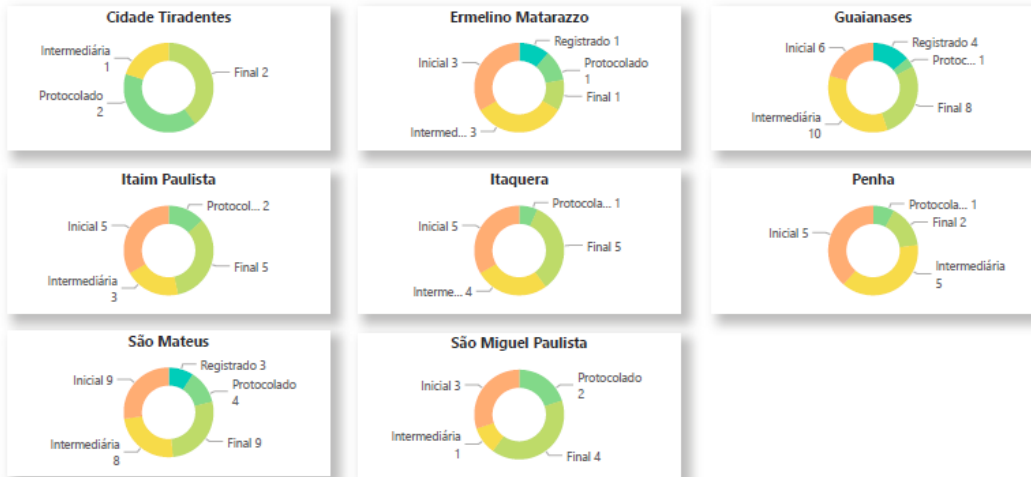 Cidade Tiradentes
Intermediária
1
Final 2
Protocolado
2
Ermelino Matarazzo
Registrado 1
Inicial 3
Protocolado
1
Final 1
Intermed... 3
Guaianases
Inicial 6
Registrado 4
Protoc... 1
Final 8
Intermediária
10
Itaim Paulista
Protocol... 2
Inicial 5
Final 5
Intermediária
3
Itaquera
Protocola... 1
Inicial 5
Final 5
Interme... 4
Penha
Protocola... 1
Final 2
Inicial 5
Intermediária
5
São Mateus
Registrado 3
Inicial 9
Protocolado
4
Final 9
Intermediária
8
São Miguel Paulista
Protocolado
2
Inicial 3
Intermediária
1
Final 4